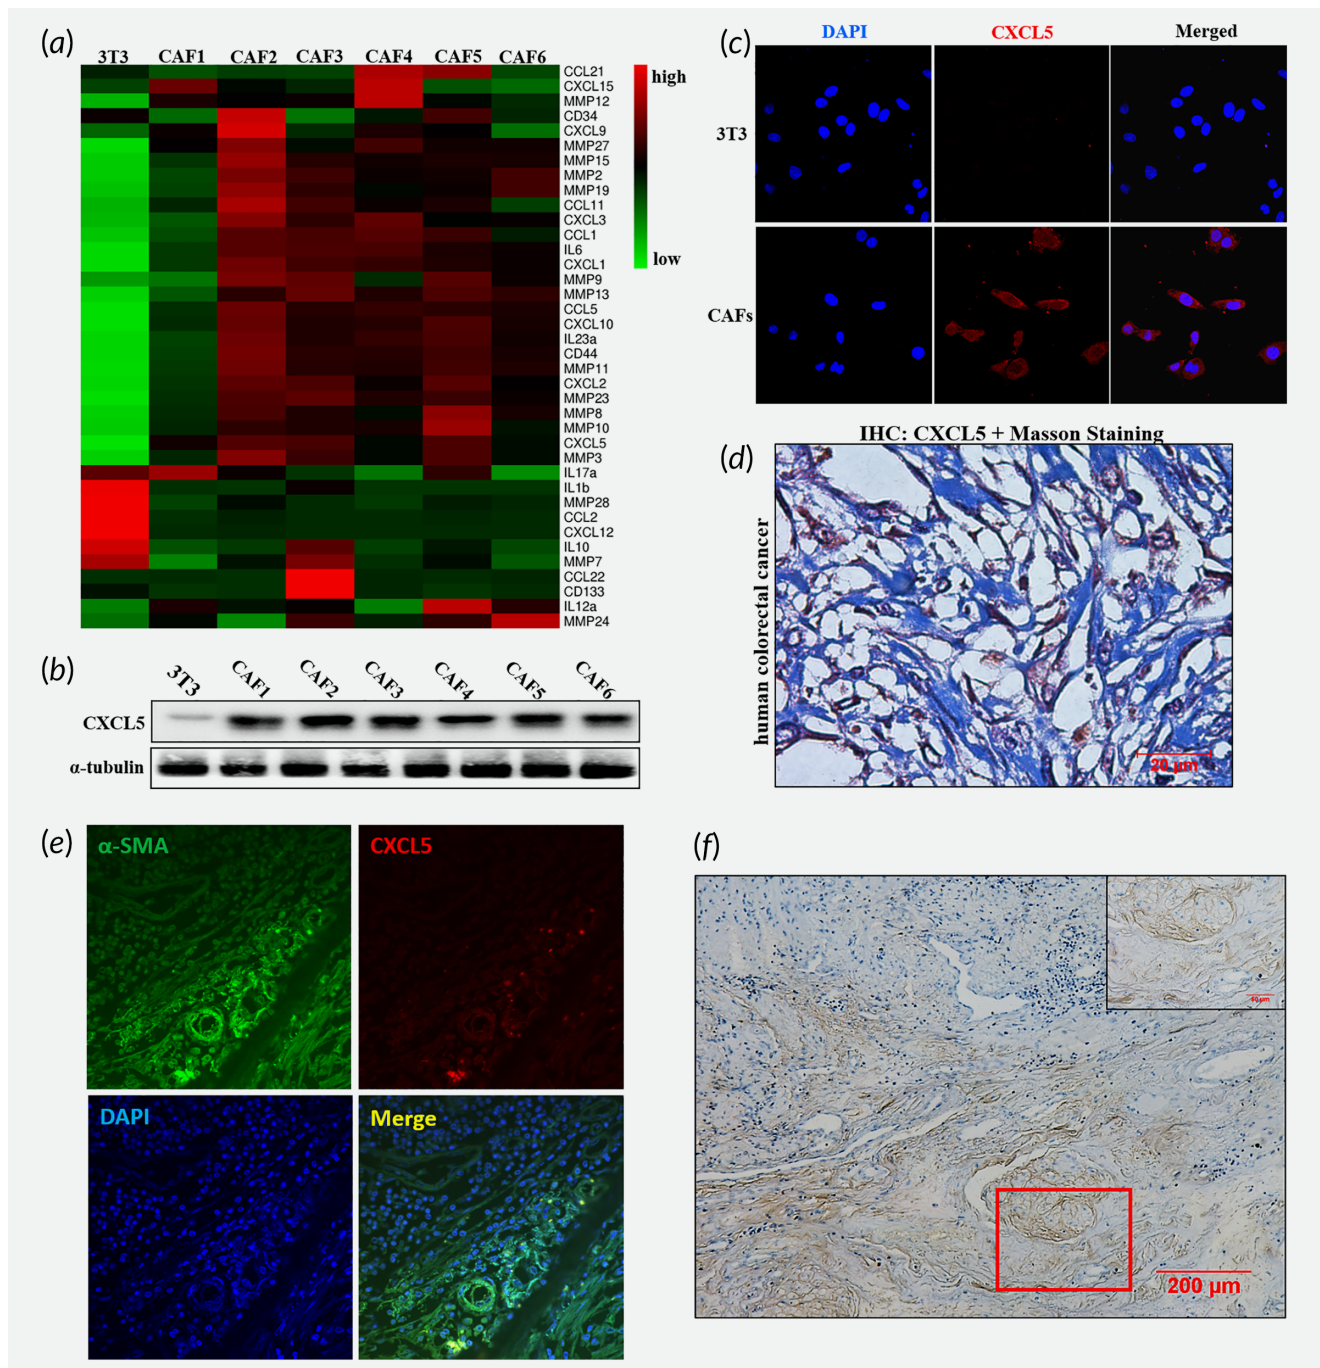 (a)
3T3 CAF1 CAF2 CAF3 CAF4 CAF5 CAF6
CCL21
CXCL15
MMP12
CD34
CXCL9
MMP27
MMP15
MMP2
MMP19
CCL11
CXCL3
CCL1
IL6
CXCL1
MMP9
MMP13
CCL5
CXCL10
IL23a
CD44
MMP11
CXCL2
MMP23
MMP8
MMP10
CXCL5
MMP3
IL17a
IL1b
MMP28
CCL2
CXCL12
IL10
MMP7
CCL22
CD133
IL12a
MMP24
high
low
(b)
3T3 CAF1 CAF2 CAF3 CAF4 CAF5 CAF6
CXCL5
α-tubulin
(c)
DAPI CXCL5 Merged
3T3
CAFs
(d)
IHC: CXCL5 + Masson Staining
human colorectal cancer
20 μm
(e)
α-SMA
CXCL5
DAPI
Merge
(f)
200 μm